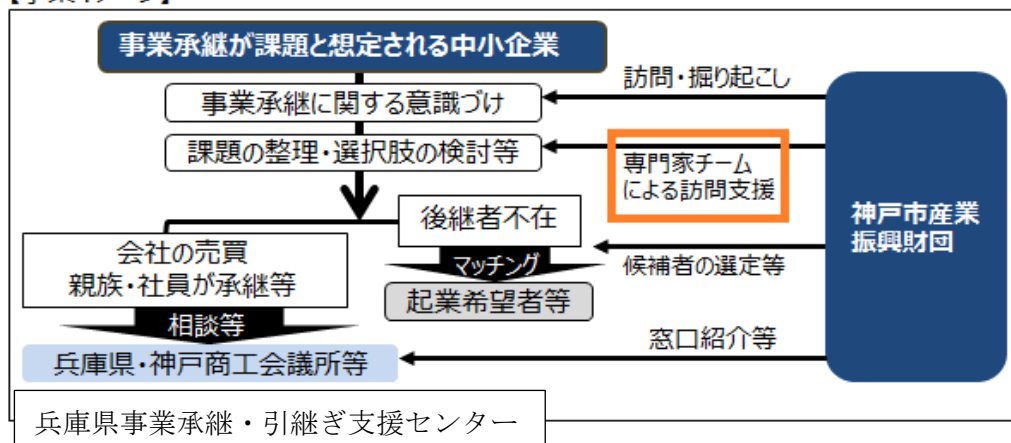 事業承継が課題と想定される中小企業
訪問・掘り起こし
事業承継に関する意識づけ
課題の整理・選択肢の検討等
専門家チーム
による訪問支援
神戸市産業
振興財団
後継者不在
会社の売買
親族・社員が承継等
マッチング
候補者の選定等
起業希望者等
相談等
窓口紹介等
兵庫県・神戸商工会議所等
兵庫県事業承継・引継ぎ支援センター